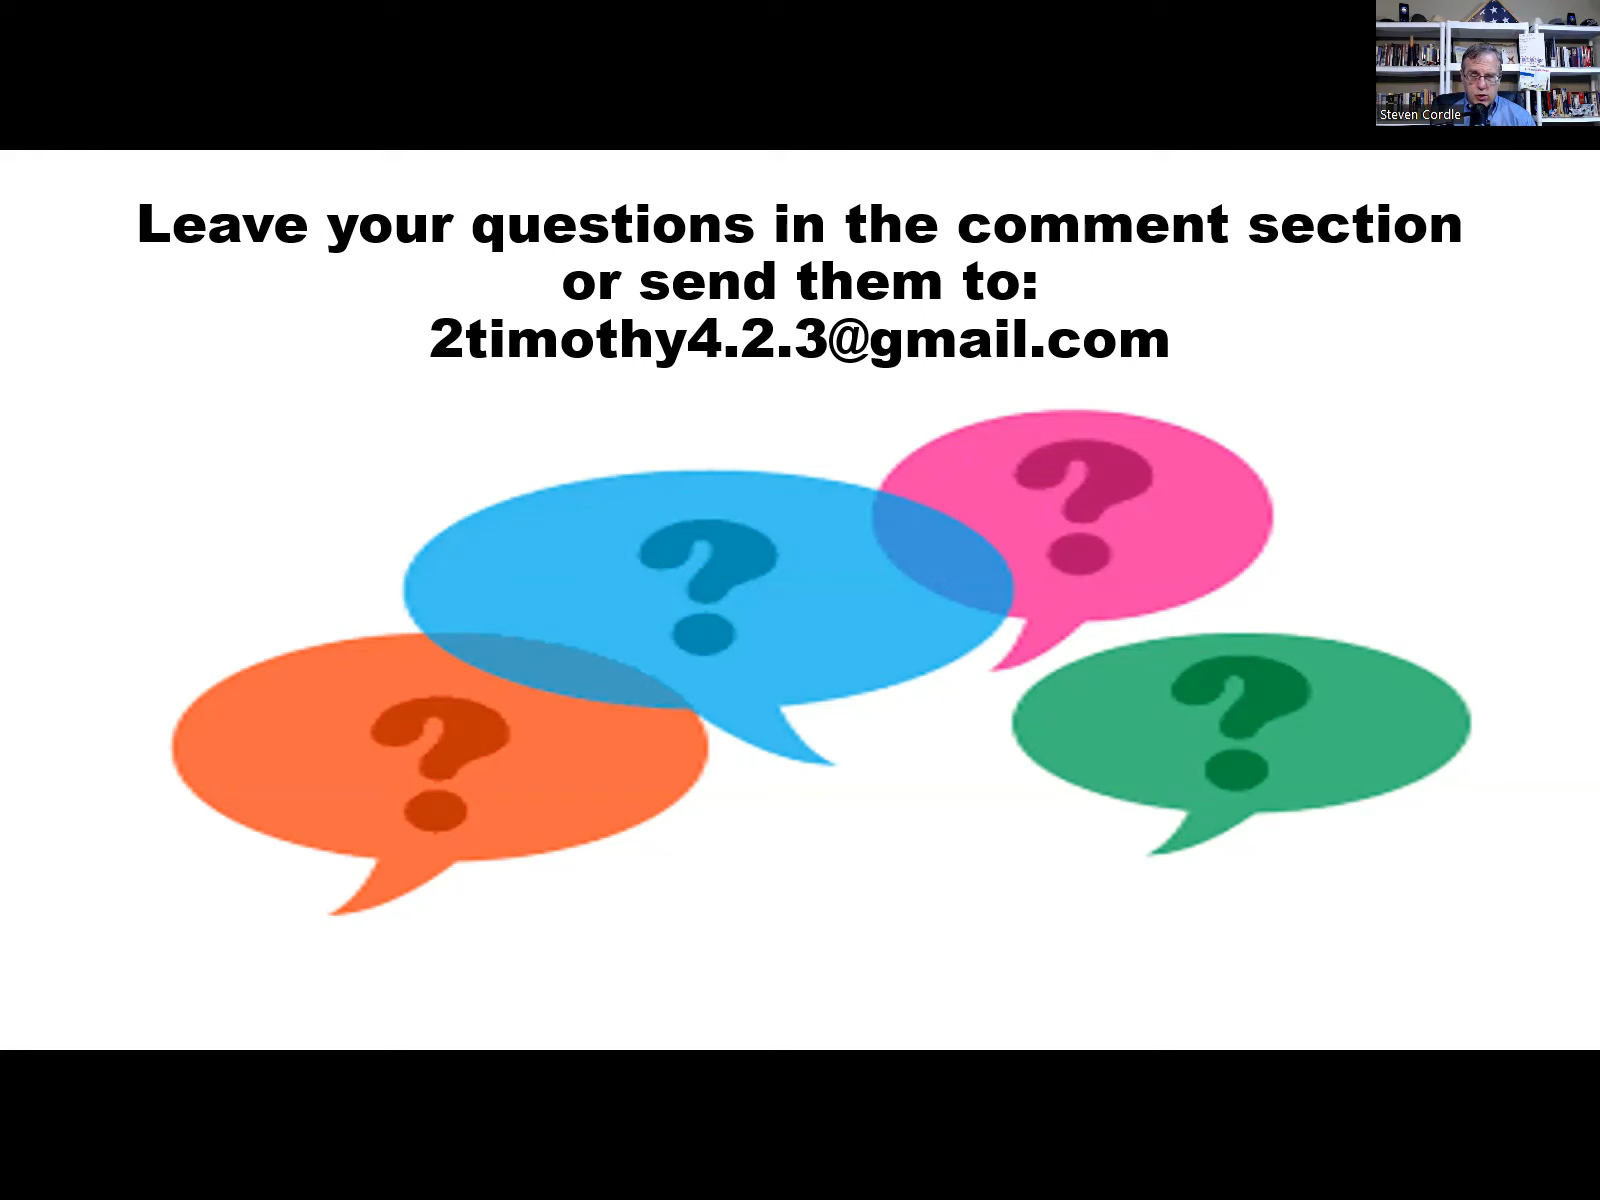 Steven Cordle
Leave your questions in the comment section
or send them to:
2timothy4.2.3@gmail.com
? 
?
?
?